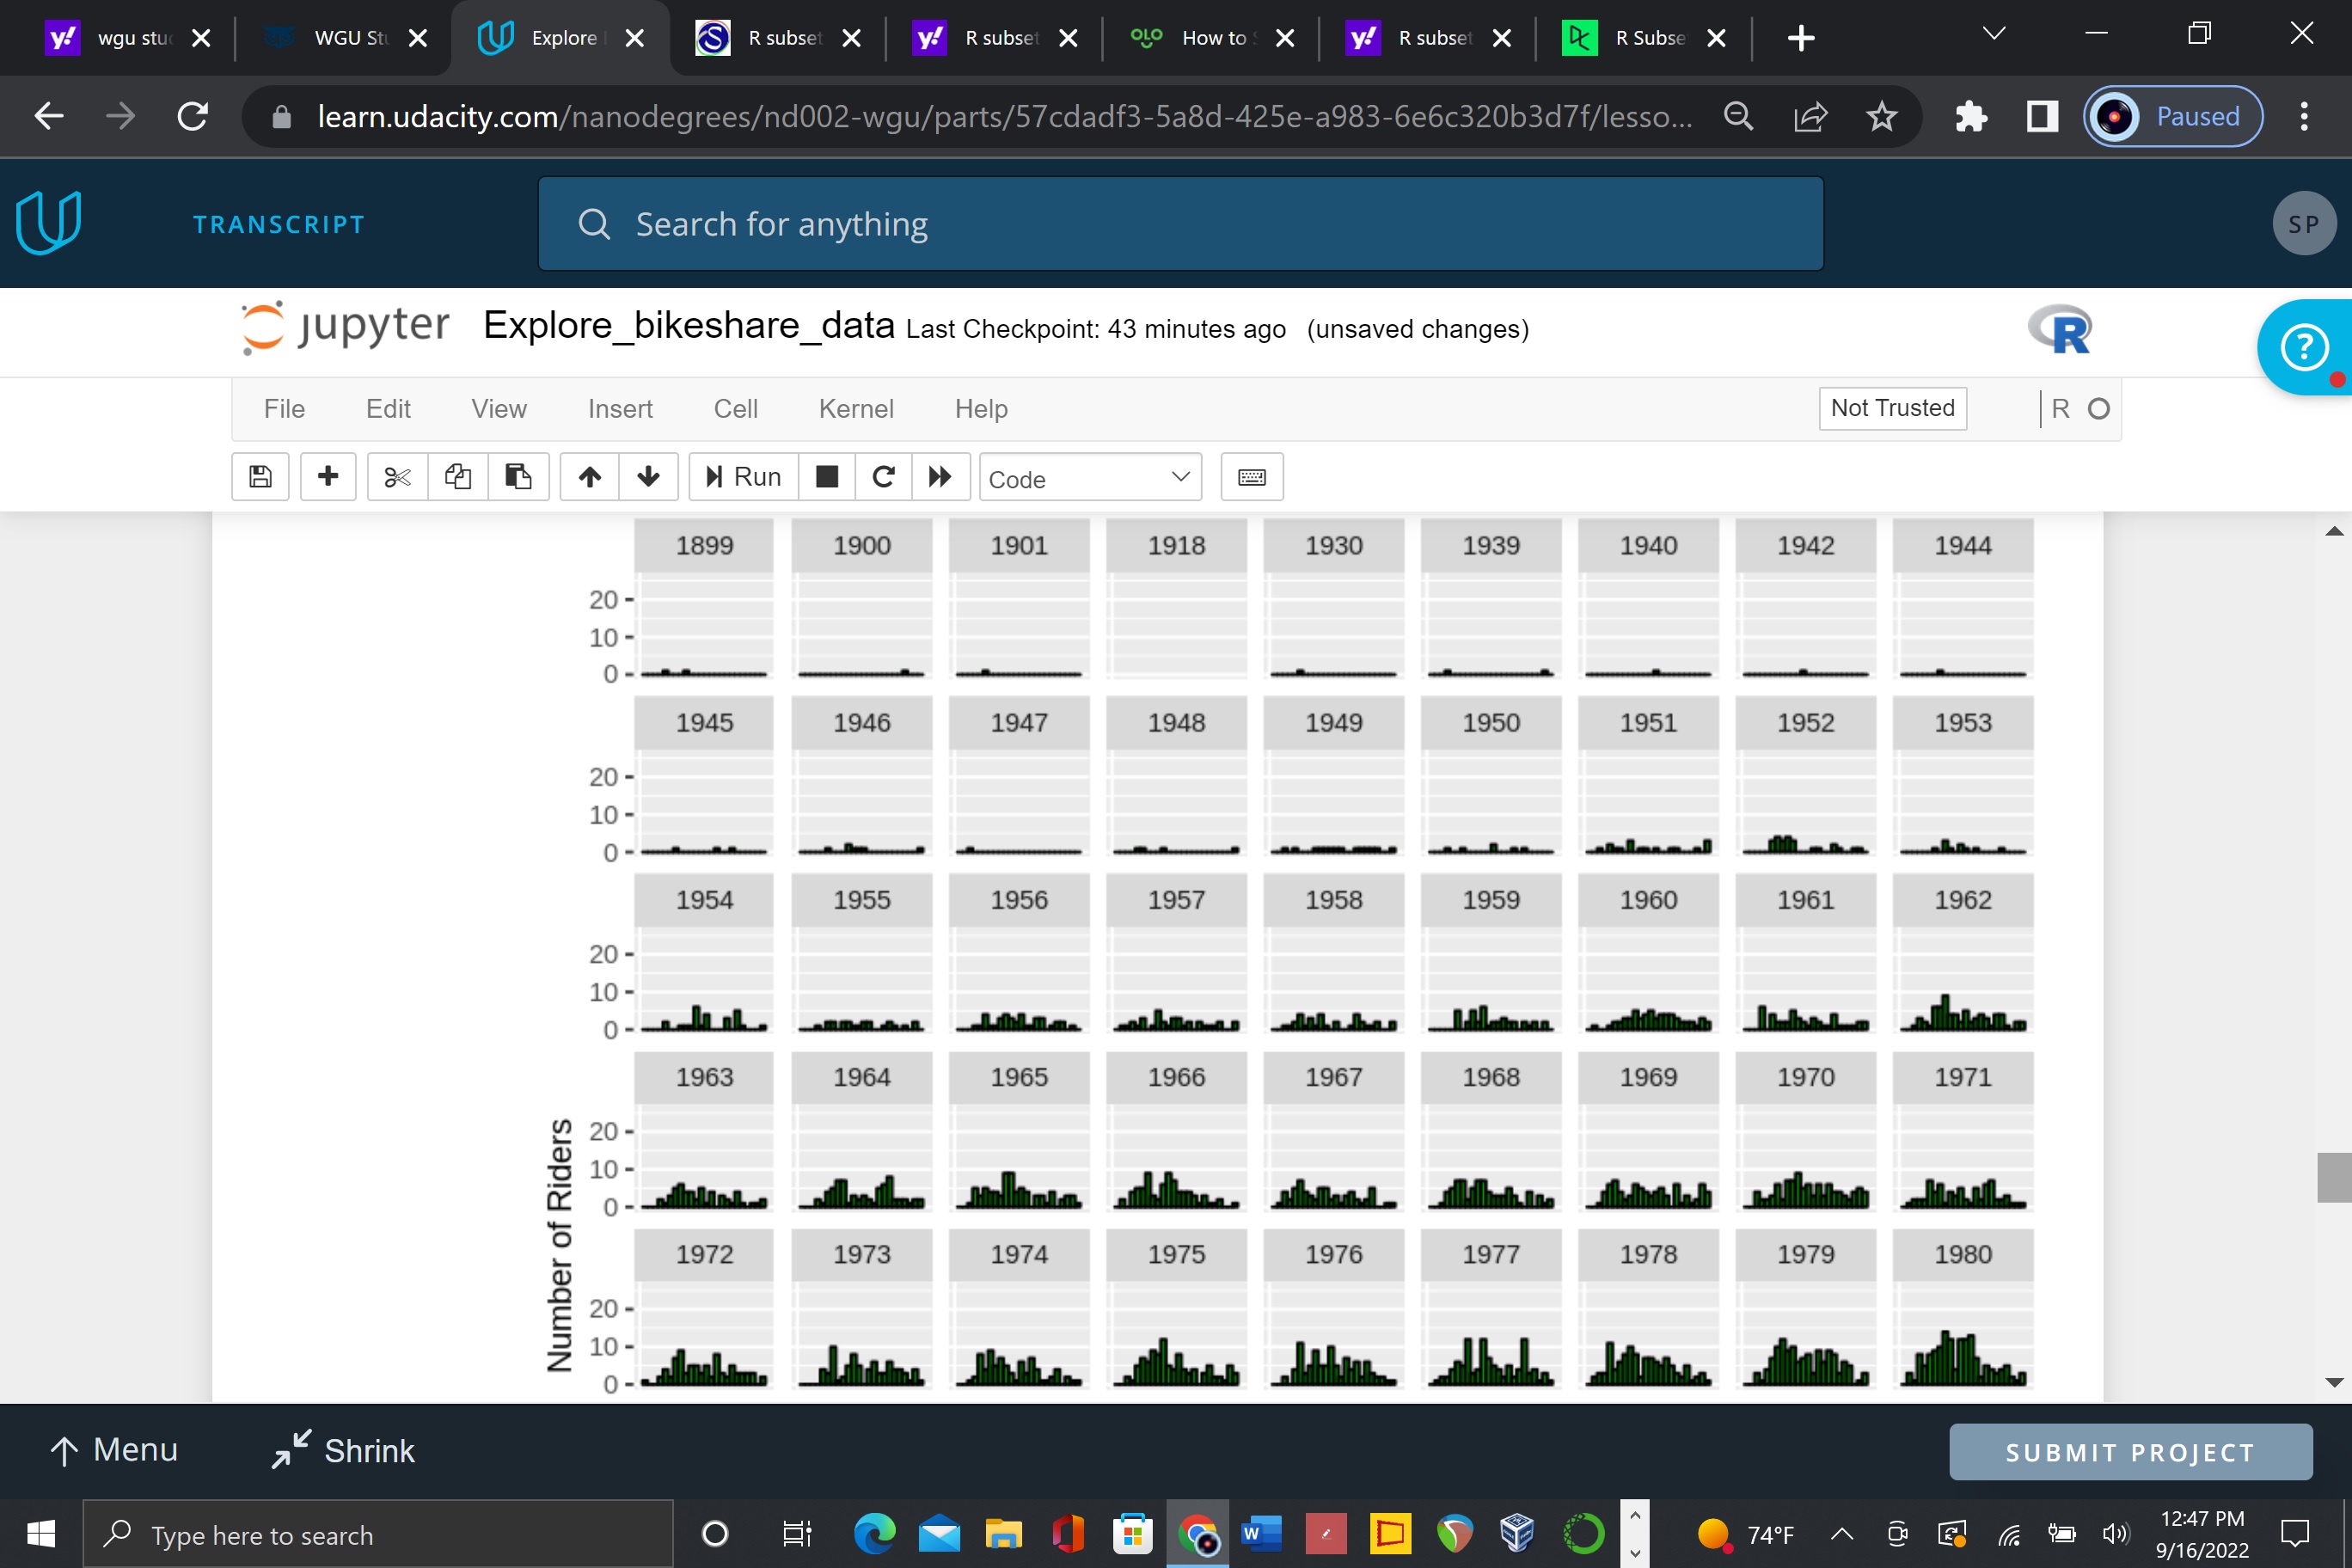 wgu stu WGU Stu Explore R subset R subset How to R subset R Subse
learn.udacity.com/nanodegrees/nd002-wgu/parts/57cdadf3-5a8d-425e-a983-6e6c320b3d7f/lesso... Paused
TRANSCRIPT Search for anything SP
jupyter Explore_bikeshare_data Last Checkpoint: 43 minutes ago (unsaved changes) R
File Edit View Insert Cell Kernel Help Not Trusted R
Run Code
1899 1900 1901 1918 1930 1939 1940 1942 1944
20
10
0
1945 1946 1947 1948 1949 1950 1951 1952 1953
20
10
0
1954 1955 1956 1957 1958 1959 1960 1961 1962
20
10
0
1963 1964 1965 1966 1967 1968 1969 1970 1971
20
10
0
1972 1973 1974 1975 1976 1977 1978 1979 1980
20
10
0
Number of Riders
Menu Shrink SUBMIT PROJECT
Type here to search 74°F 12:47 PM
9/16/2022